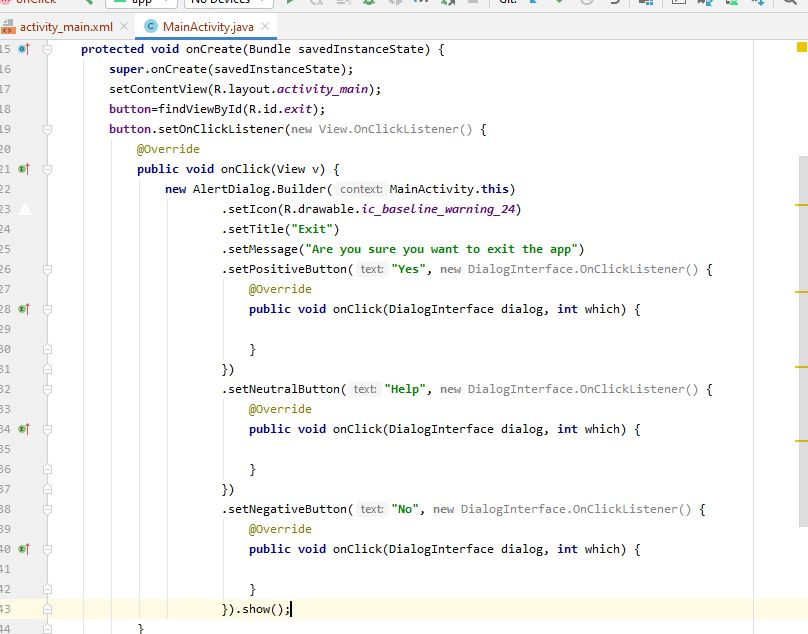 onClick app No Devices Git:
activity_main.xml MainActivity.java
15 protected void onCreate(Bundle savedInstanceState) {
16 super.onCreate(savedInstanceState);
17 setContentView(R.layout.activity_main);
18 button=findViewById(R.id.exit);
19 button.setOnClickListener(new View.OnClickListener() {
20 @Override
21 public void onClick(View v) {
22 new AlertDialog.Builder( context: MainActivity.this)
23 .setIcon(R.drawable.ic_baseline_warning_24)
24 .setTitle("Exit")
25 .setMessage("Are you sure you want to exit the app")
26 .setPositiveButton( text: "Yes", new DialogInterface.OnClickListener() {
27 @Override
28 public void onClick(DialogInterface dialog, int which) {
29
30 }
31 })
32 .setNeutralButton( text: "Help", new DialogInterface.OnClickListener() {
33 @Override
34 public void onClick(DialogInterface dialog, int which) {
35
36 }
37 })
38 .setNegativeButton( text: "No", new DialogInterface.OnClickListener() {
39 @Override
40 public void onClick(DialogInterface dialog, int which) {
41
42 }
43 }).show();
44 }